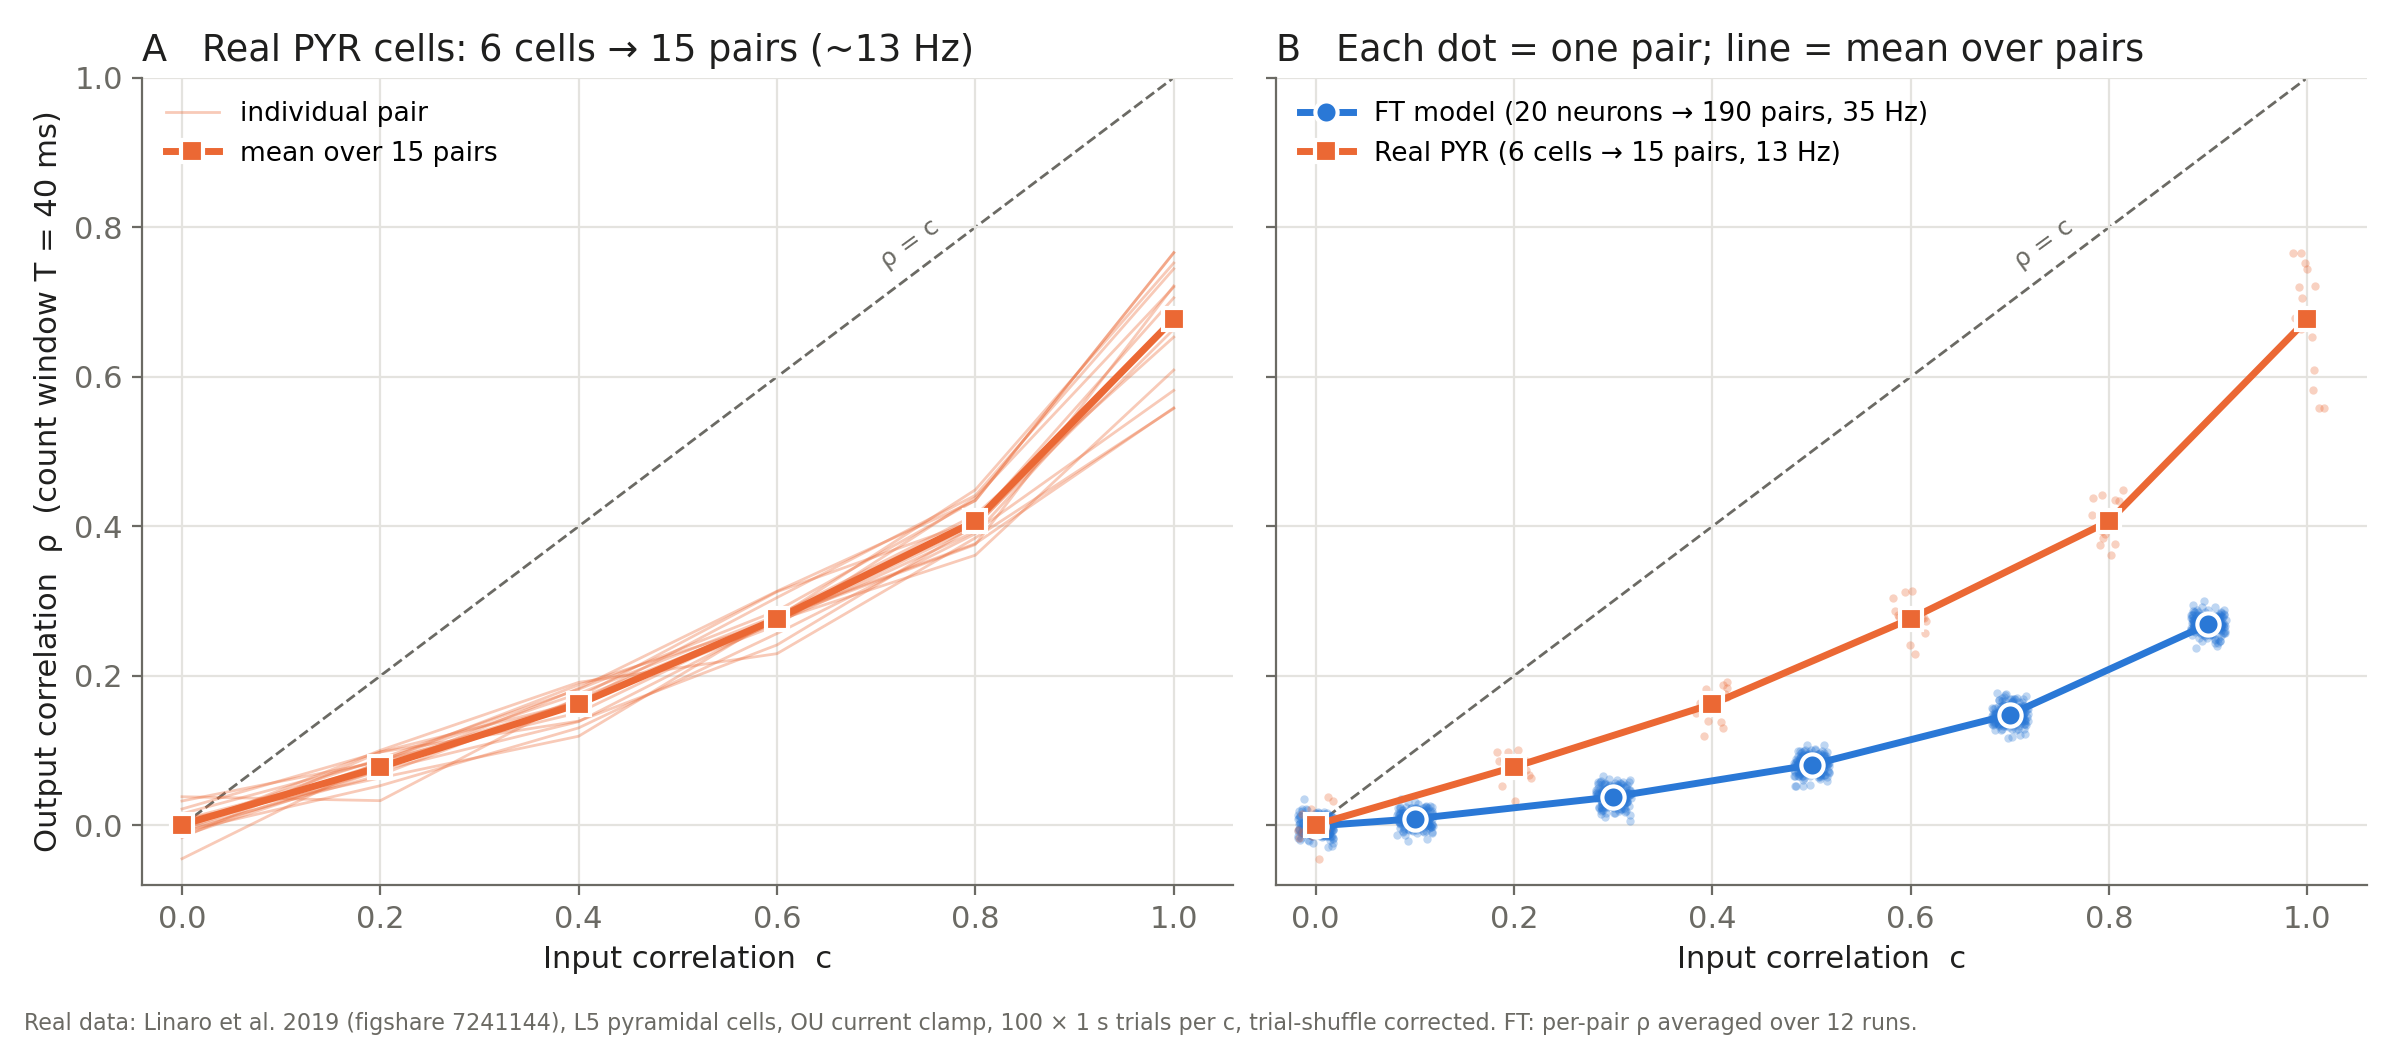 A Real PYR cells: 6 cells → 15 pairs (~13 Hz)
individual pair
mean over 15 pairs
ρ = c
Output correlation ρ (count window T = 40 ms)
1.0
0.8
0.6
0.4
0.2
0.0
0.0 0.2 0.4 0.6 0.8 1.0
Input correlation c
B Each dot = one pair; line = mean over pairs
FT model (20 neurons → 190 pairs, 35 Hz)
Real PYR (6 cells → 15 pairs, 13 Hz)
ρ = c
0.0 0.2 0.4 0.6 0.8 1.0
Input correlation c
Real data: Linaro et al. 2019 (figshare 7241144), L5 pyramidal cells, OU current clamp, 100 × 1 s trials per c, trial-shuffle corrected. FT: per-pair ρ averaged over 12 runs.